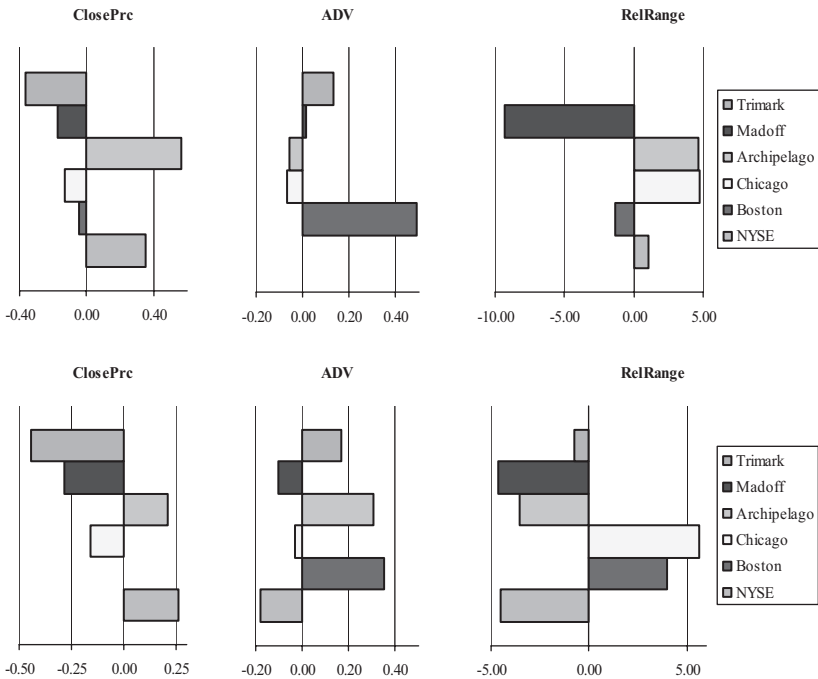 ClosePrc ADV RelRange
Trimark
Madoff
Archipelago
Chicago
Boston
NYSE
-0.40 0.00 0.40 -0.20 0.00 0.20 0.40 -10.00 -5.00 0.00 5.00
ClosePrc ADV RelRange
Trimark
Madoff
Archipelago
Chicago
Boston
NYSE
-0.50 -0.25 0.00 0.25 -0.20 0.00 0.20 0.40 -5.00 0.00 5.00